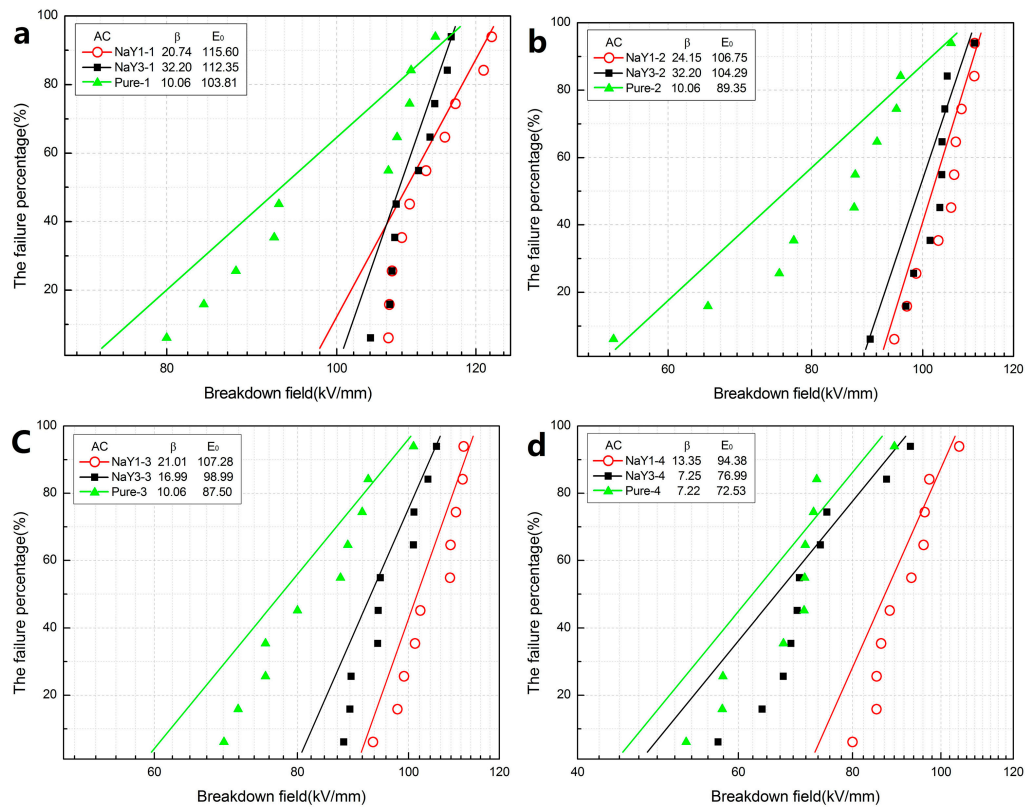 a
AC β E₀
NaY1-1 20.74 115.60
NaY3-1 32.20 112.35
Pure-1 10.06 103.81
The failure percentage(%)
80
60
40
20
80 100 120
Breakdown field(kV/mm)
b
AC β E₀
NaY1-2 24.15 106.75
NaY3-2 32.20 104.29
Pure-2 10.06 89.35
The failure percentage(%)
100
80
60
40
20
60 80 100 120
Breakdown field(kV/mm)
c
AC β E₀
NaY1-3 21.01 107.28
NaY3-3 16.99 98.99
Pure-3 10.06 87.50
The failure percentage(%)
100
80
60
40
20
60 80 100 120
Breakdown field(kV/mm)
d
AC β E₀
NaY1-4 13.35 94.38
NaY3-4 7.25 76.99
Pure-4 7.22 72.53
The failure percentage(%)
100
80
60
40
20
40 60 80 100 120
Breakdown field(kV/mm)